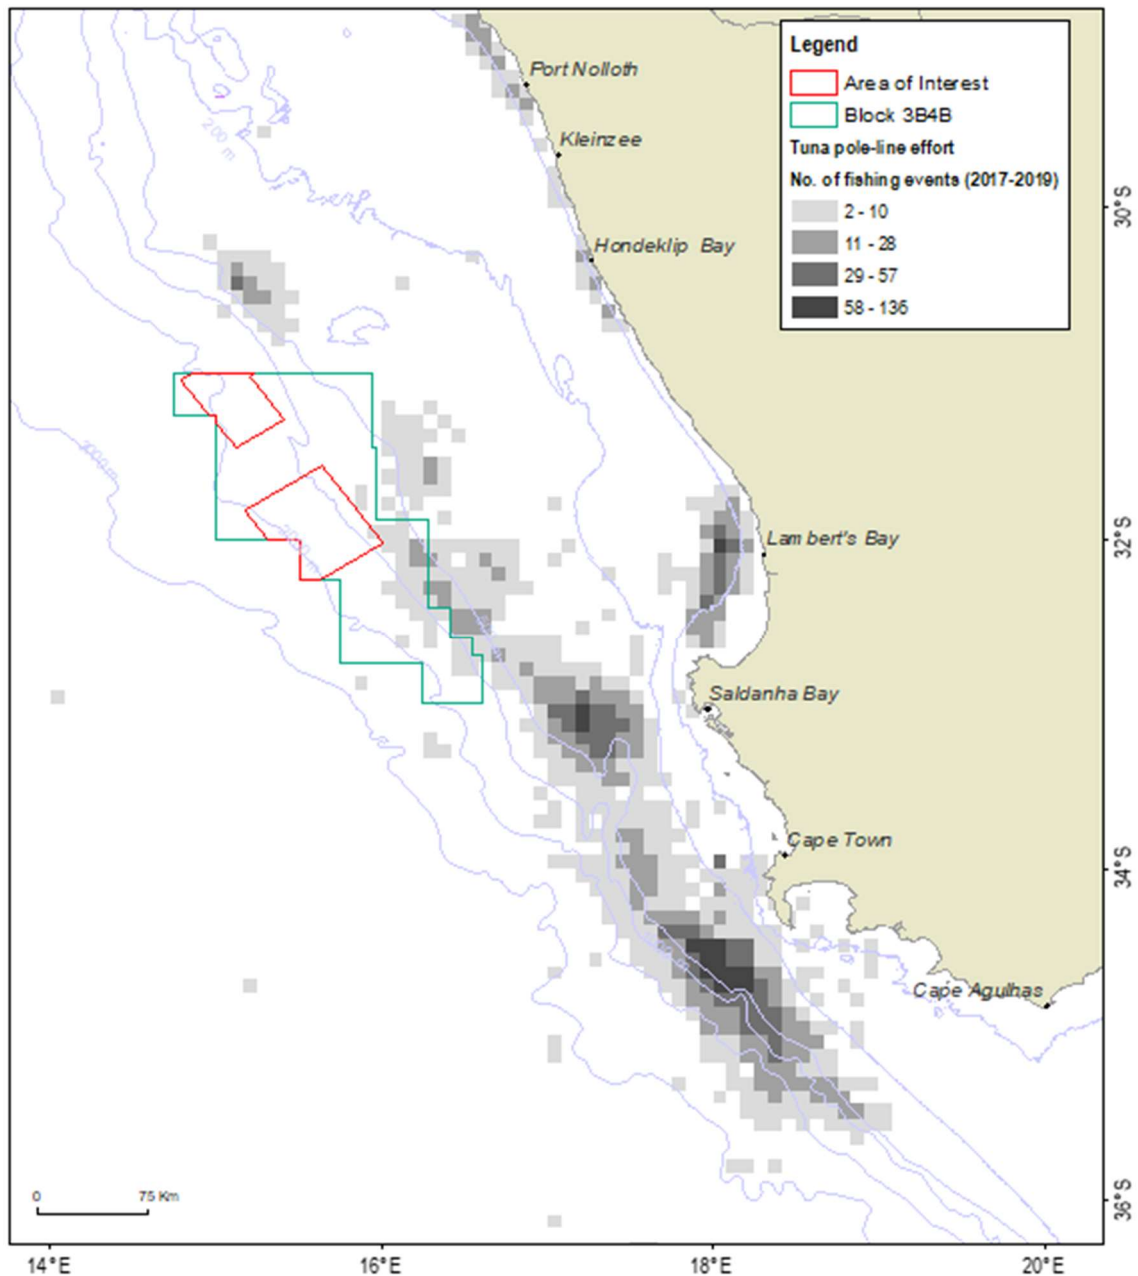 Legend
Area of Interest
Block 3B4B
Tuna pole-line effort
No. of fishing events (2017-2019)
2 - 10
11 - 28
29 - 57
58 - 136
Port Nolloth
Kleinzee
200 m
30°S
Hondeklip Bay
32°S
Lambert's Bay
Saldanha Bay
Cape Town
34°S
Cape Agulhas
36°S
0 75 Km
14°E 16°E 18°E 20°E